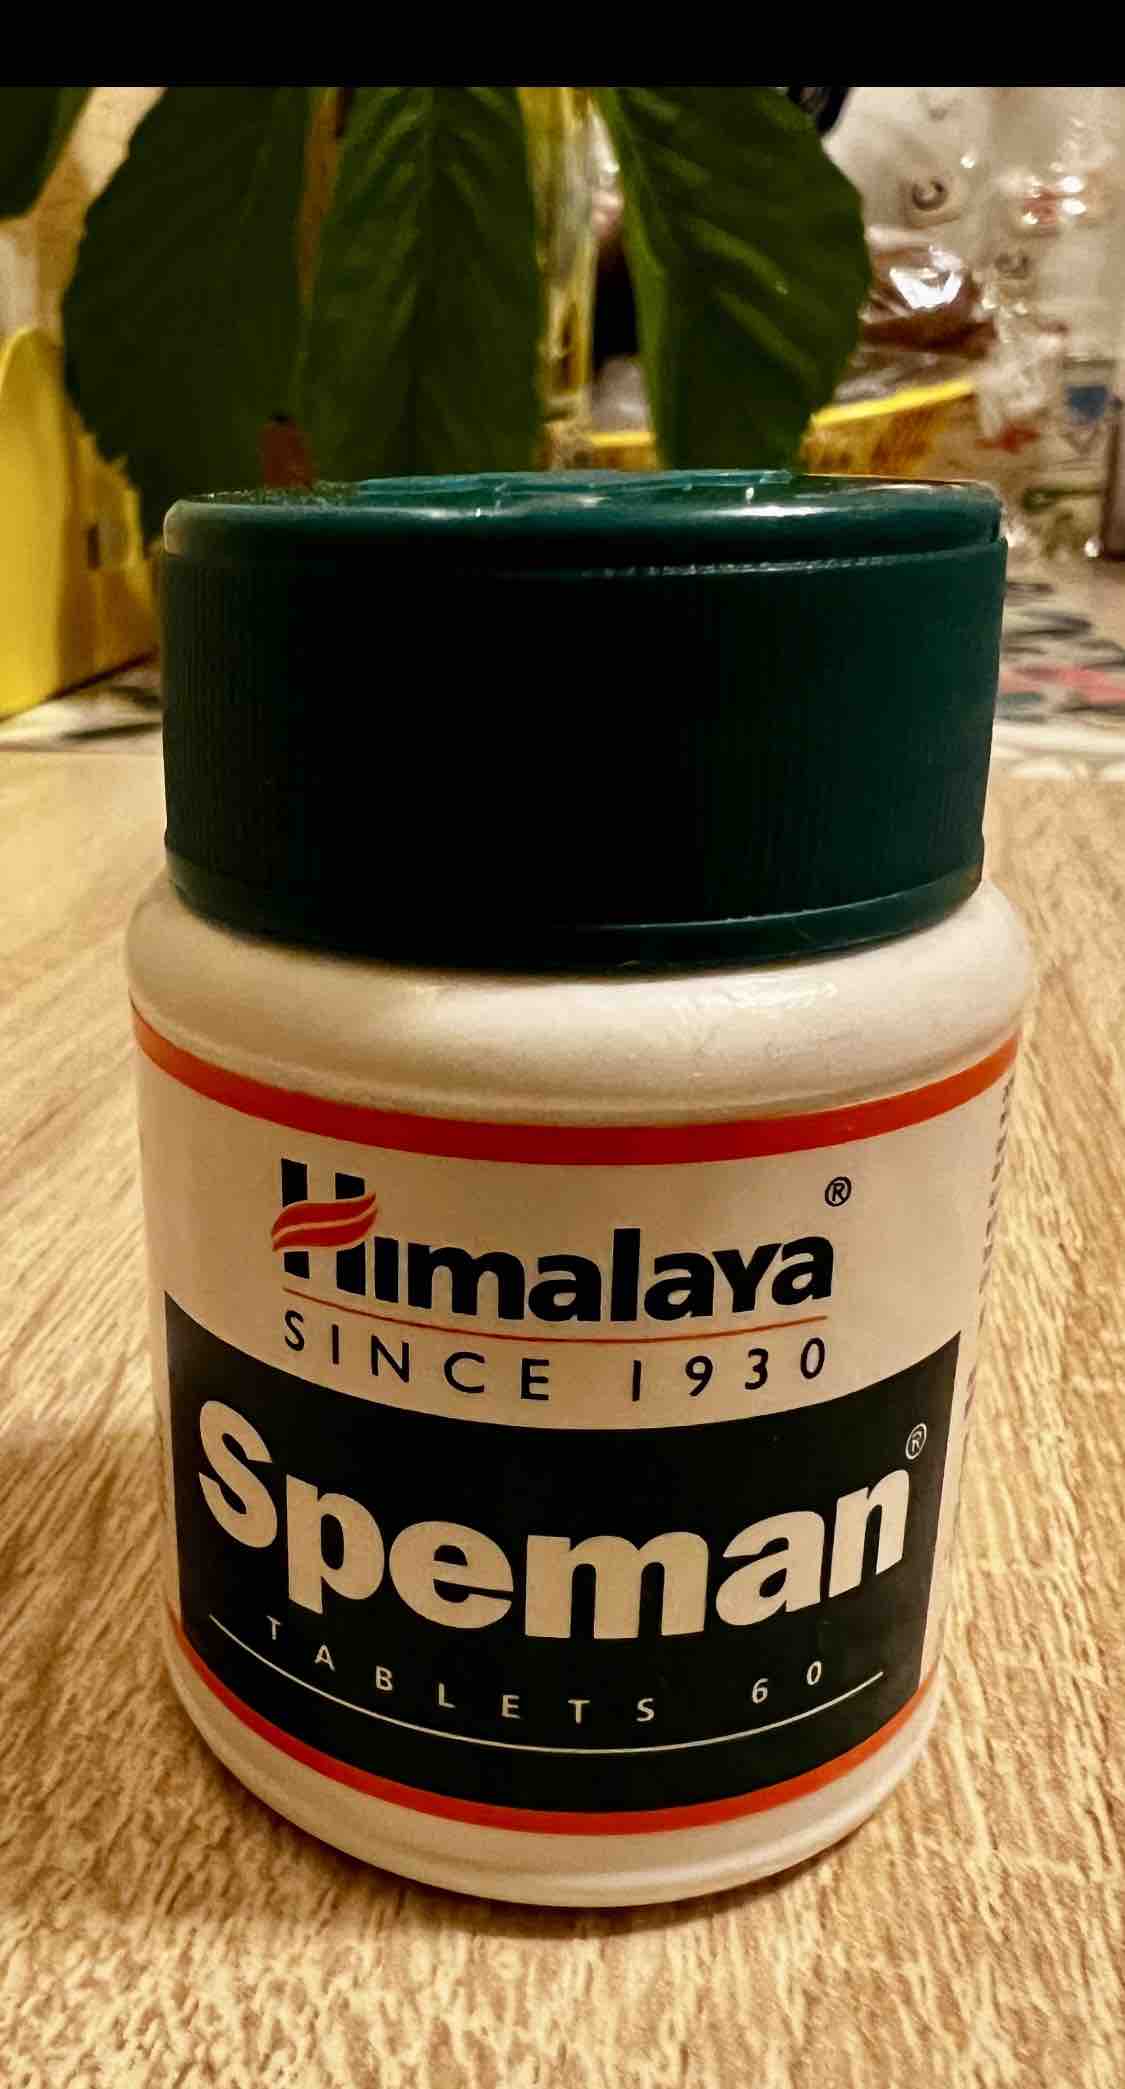 Himalaya®
SINCE 1930
Speman®
TABLETS 60